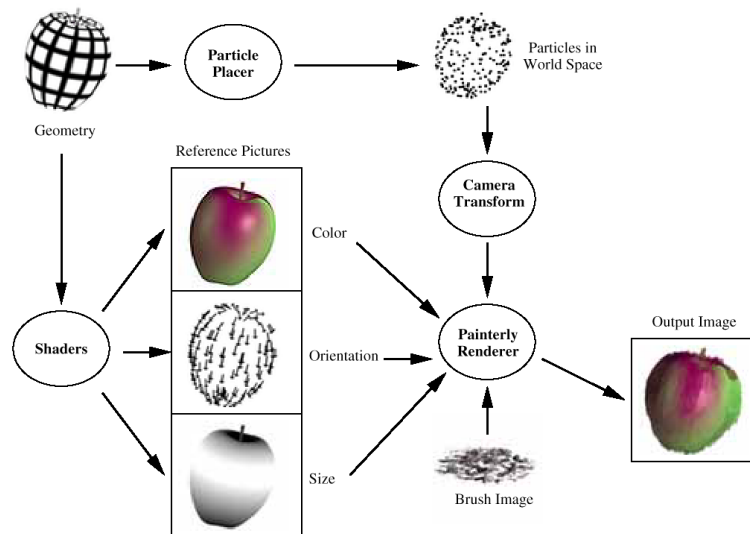 Particle
Placer
Particles in
World Space
Geometry
Reference Pictures
Camera
Transform
Color
Shaders
Orientation
Painterly
Renderer
Output Image
Size
Brush Image